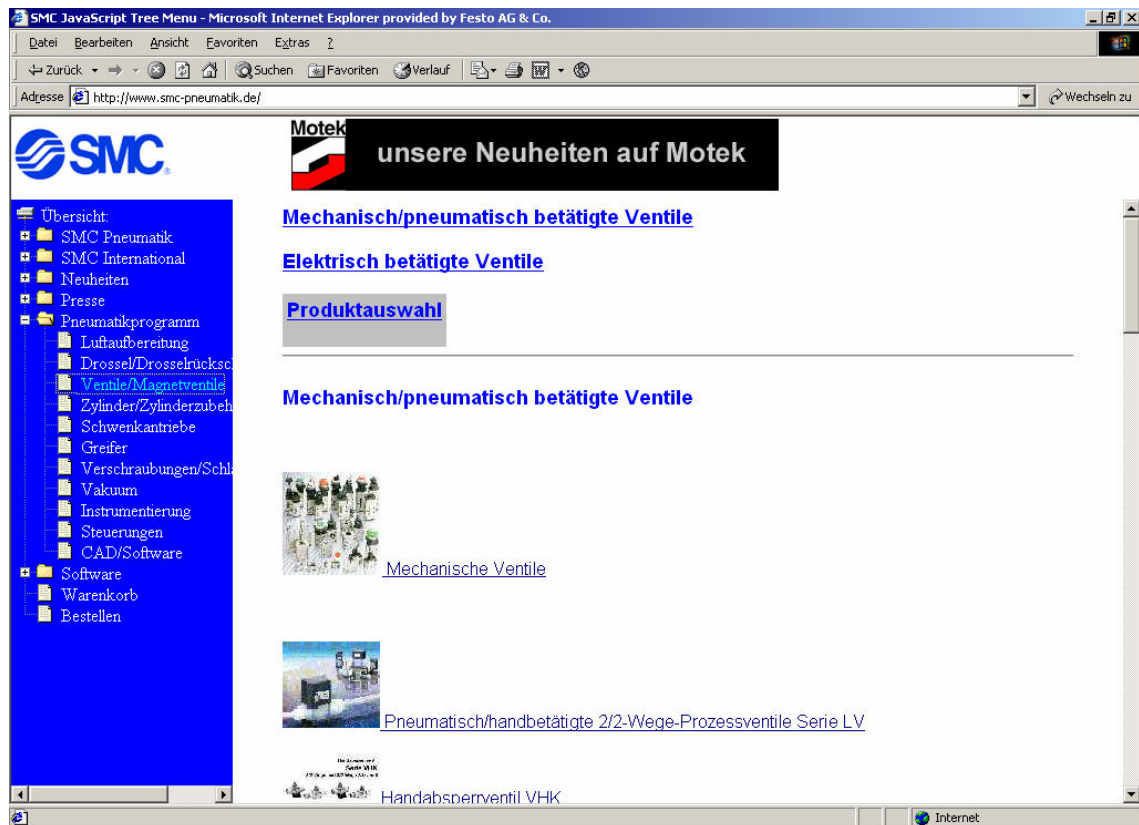 SMC JavaScript Tree Menu - Microsoft Internet Explorer provided by Festo AG & Co.
Datei Bearbeiten Ansicht Favoriten Extras ?
Zurück Suchen Favoriten Verlauf
Adresse http://www.smc-pneumatik.de/ Wechseln zu
SMC
Motek
unsere Neuheiten auf Motek
Übersicht:
SMC Pneumatik
SMC International
Neuheiten
Presse
Pneumatikprogramm
Luftaufbereitung
Drossel/Drosselrücksc
Ventile/Magnetventile
Zylinder/Zylinderzubeh
Schwenkantriebe
Greifer
Verschraubungen/Schl
Vakuum
Instrumentierung
Steuerungen
CAD/Software
Software
Warenkorb
Bestellen
Mechanisch/pneumatisch betätigte Ventile
Elektrisch betätigte Ventile
Produktauswahl
Mechanisch/pneumatisch betätigte Ventile
Mechanische Ventile
Pneumatisch/handbetätigte 2/2-Wege-Prozessventile Serie LV
Serie VHK
Handabsperrventil VHK
Internet